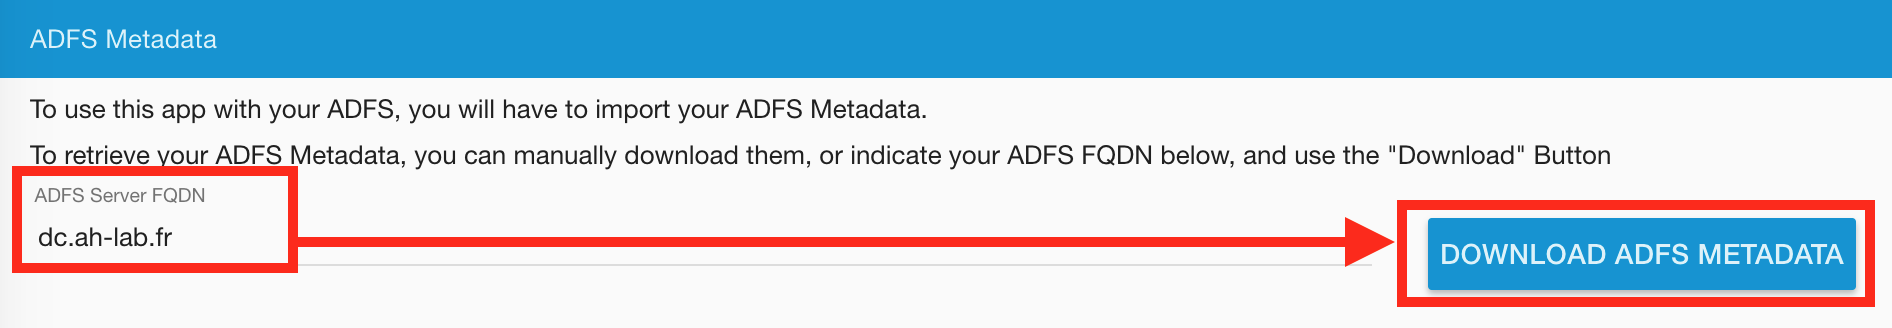 ADFS Metadata
To use this app with your ADFS, you will have to import your ADFS Metadata.
To retrieve your ADFS Metadata, you can manually download them, or indicate your ADFS FQDN below, and use the "Download" Button
ADFS Server FQDN
dc.ah-lab.fr
DOWNLOAD ADFS METADATA